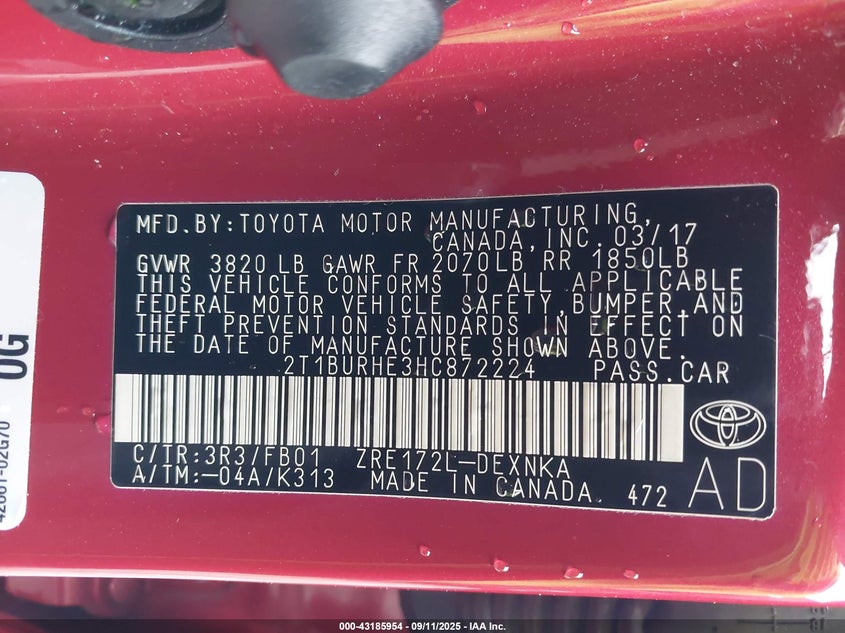 MFD.BY:TOYOTA MOTOR MANUFACTURING,
CANADA,INC. 03/17
GVWR 3820 LB GAWR FR 2070LB RR 1850LB
THIS VEHICLE CONFORMS TO ALL APPLICABLE
FEDERAL MOTOR VEHICLE SAFETY,BUMPER,AND
THEFT PREVENTION STANDARDS IN EFFECT ON
THE DATE OF MANUFACTURE SHOWN ABOVE.
2T1BURHE3HC872224 PASS.CAR
C/TR:3R3/FB01 ZRE172L-DEXNKA
A/TM:-04A/K313 MADE IN CANADA 472
AD
OG
42661-02G70
000-43185954 - 09/11/2025 - IAA Inc.